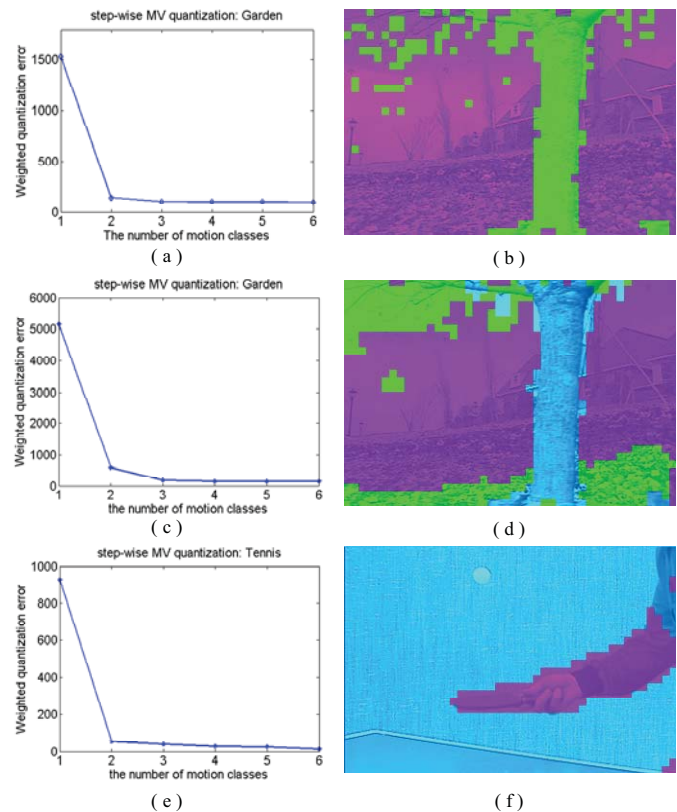 step-wise MV quantization: Garden
Weighted quantization error
1500
1000
500
0
1 2 3 4 5 6
The number of motion classes
( a )
( b )
step-wise MV quantization: Garden
Weighted quantization error
6000
5000
4000
3000
2000
1000
0
1 2 3 4 5 6
the number of motion classes
( c )
( d )
step-wise MV quantization: Tennis
Weighted quantization error
1000
800
600
400
200
0
1 2 3 4 5 6
the number of motion classes
( e )
( f )